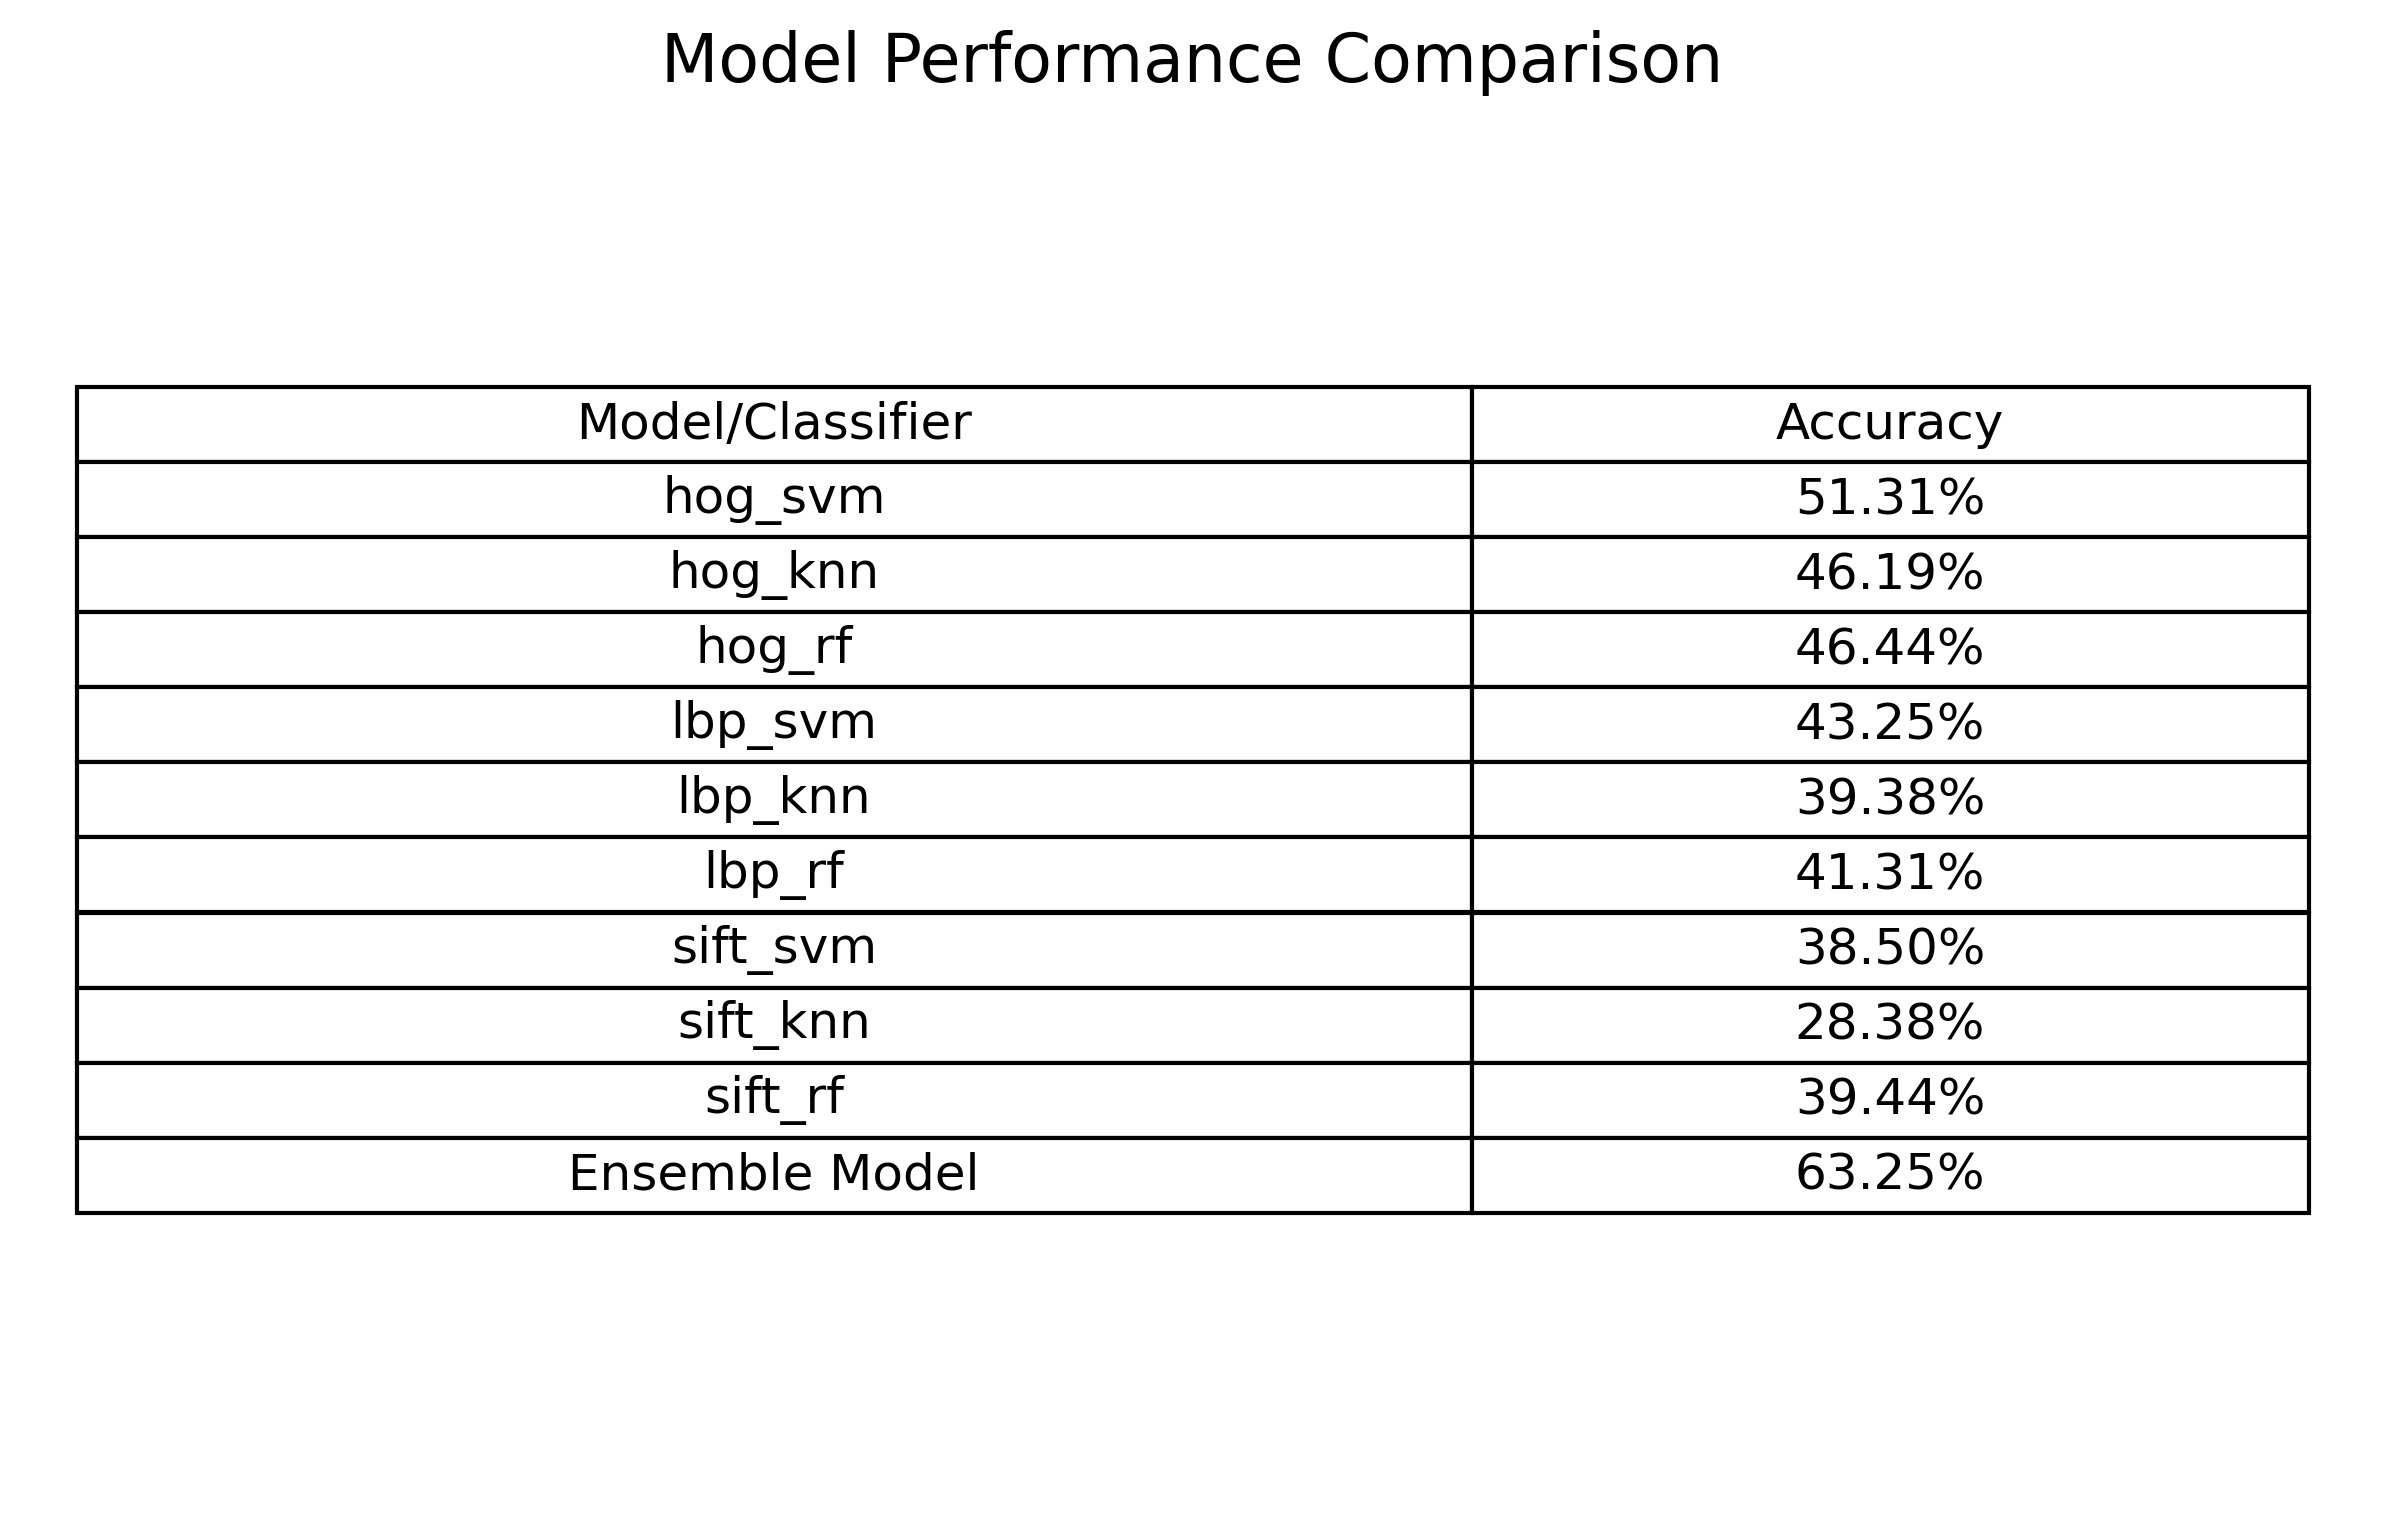 Model Performance Comparison
Model/Classifier Accuracy
hog_svm 51.31%
hog_knn 46.19%
hog_rf 46.44%
lbp_svm 43.25%
lbp_knn 39.38%
lbp_rf 41.31%
sift_svm 38.50%
sift_knn 28.38%
sift_rf 39.44%
Ensemble Model 63.25%